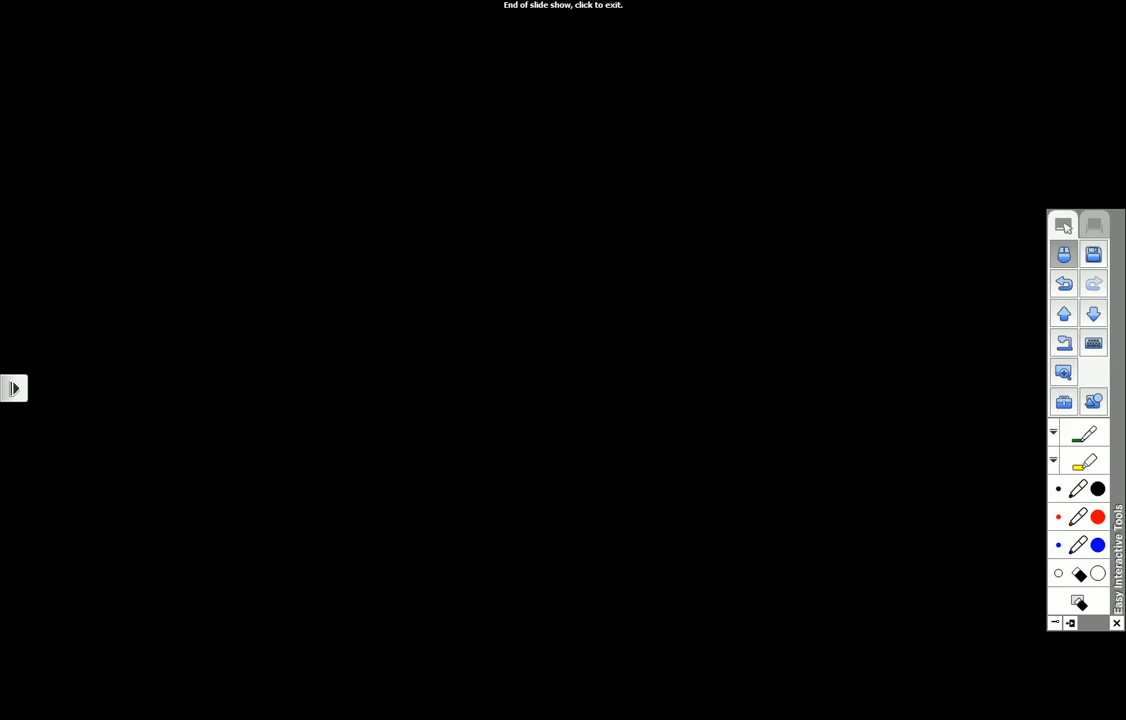 End of slide show, click to exit.
Easy Interactive Tools